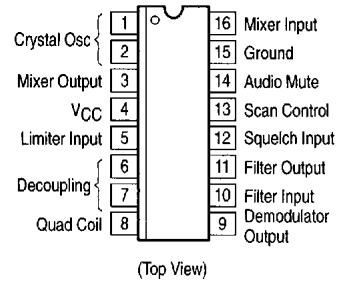 Crystal Osc
1
2
Mixer Output 3
VCC 4
Limiter Input 5
Decoupling
6
7
Quad Coil 8
16 Mixer Input
15 Ground
14 Audio Mute
13 Scan Control
12 Squelch Input
11 Filter Output
10 Filter Input
9 Demodulator
Output
(Top View)